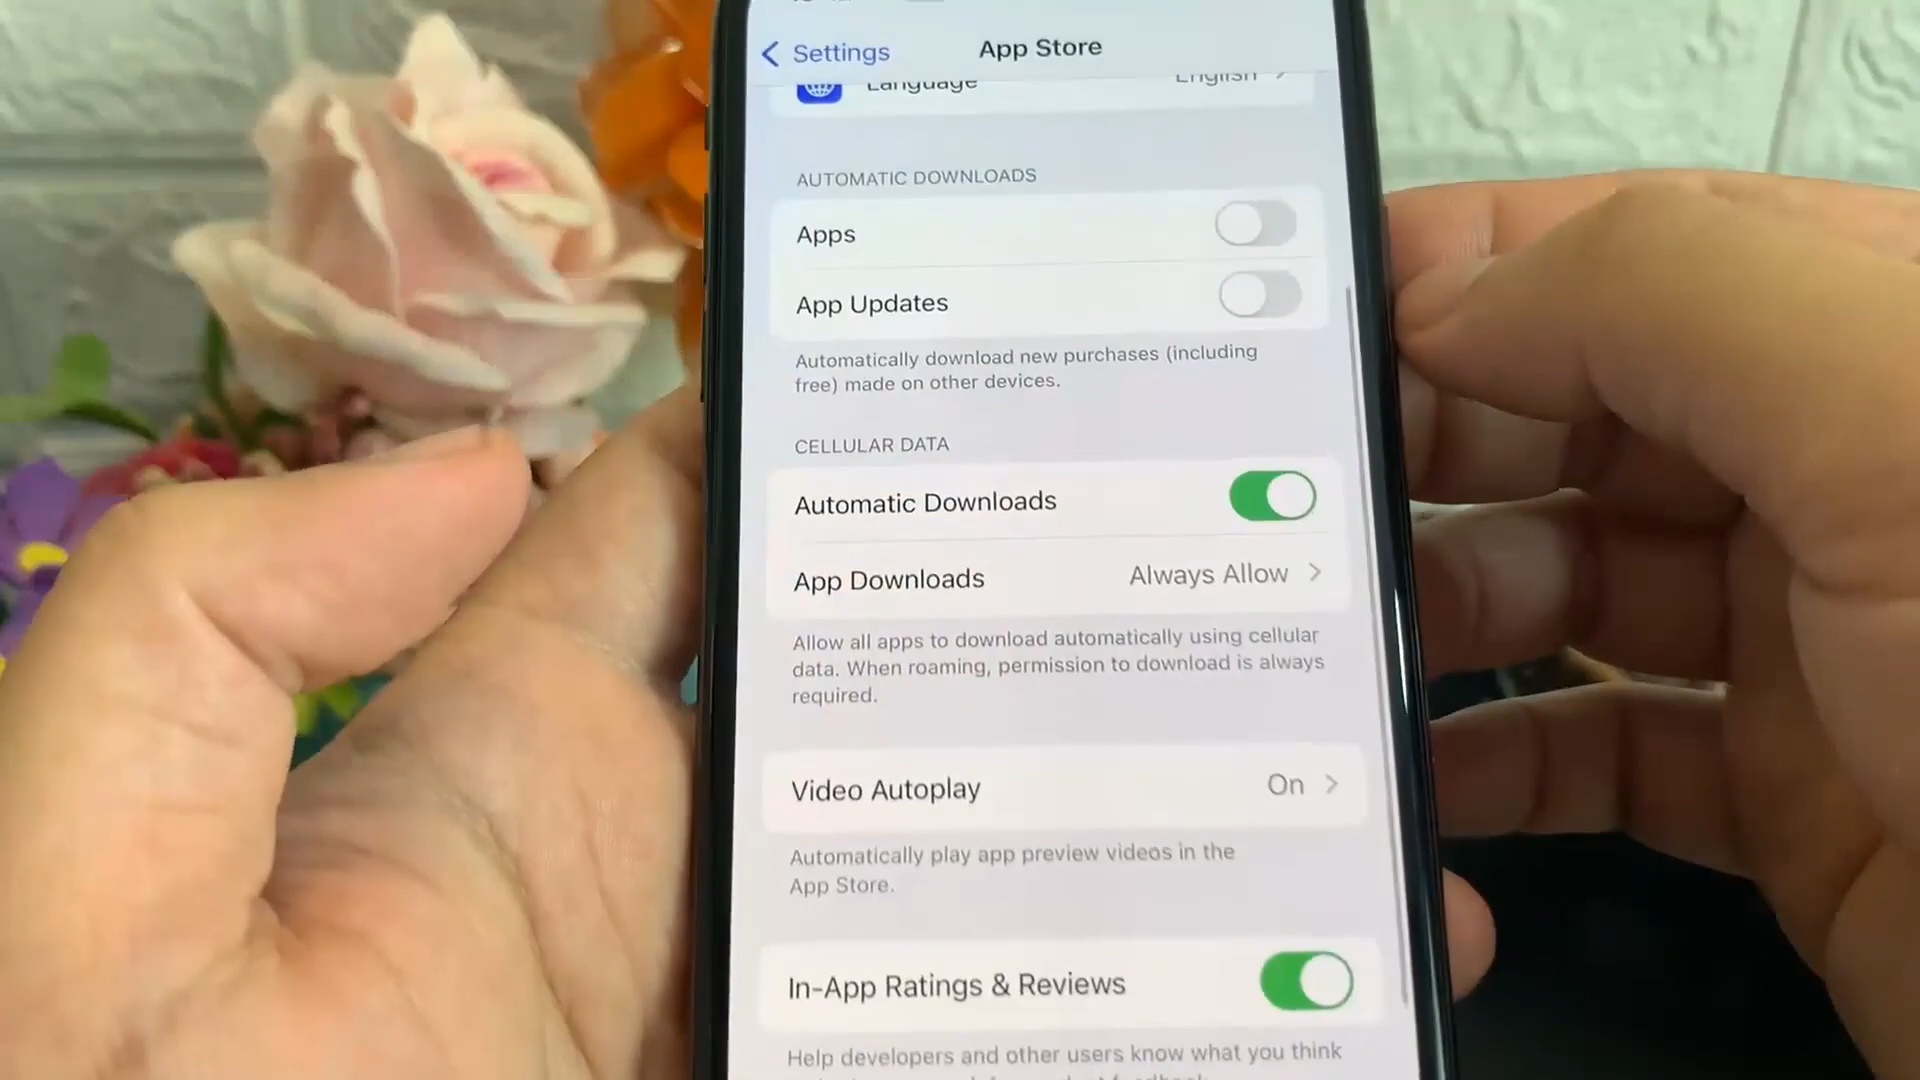 Settings
App Store
Language
English
AUTOMATIC DOWNLOADS
Apps
App Updates
Automatically download new purchases (including
free) made on other devices.
CELLULAR DATA
Automatic Downloads
App Downloads
Always Allow
Allow all apps to download automatically using cellular
data. When roaming, permission to download is always
required.
Video Autoplay
On
Automatically play app preview videos in the
App Store.
In-App Ratings & Reviews
Help developers and other users know what you think